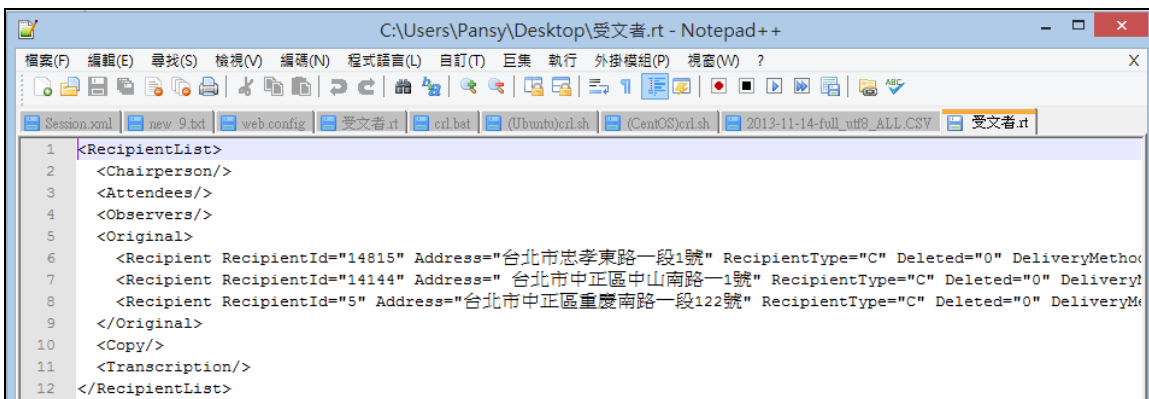 C:\Users\Pansy\Desktop\受文者.rt - Notepad++
檔案(F) 編輯(E) 尋找(S) 檢視(V) 編碼(N) 程式語言(L) 自訂(T) 巨集 執行 外掛模組(P) 視窗(W) ? X
Session.xml new 9.txt web.config 受文者.rt crl.bat (Ubuntu)crl.sh (CentOS)crl.sh 2013-11-14-full_utf8_ALL.CSV 受文者.rt
1 <RecipientList>
2 <Chairperson/>
3 <Attendees/>
4 <Observers/>
5 <Original>
6 <Recipient RecipientId="14815" Address="台北市忠孝東路一段1號" RecipientType="C" Deleted="0" DeliveryMethod
7 <Recipient RecipientId="14144" Address=" 台北市中正區中山南路一1號" RecipientType="C" Deleted="0" Delivery
8 <Recipient RecipientId="5" Address="台北市中正區重慶南路一段122號" RecipientType="C" Deleted="0" DeliveryMe
9 </Original>
10 <Copy/>
11 <Transcription/>
12 </RecipientList>